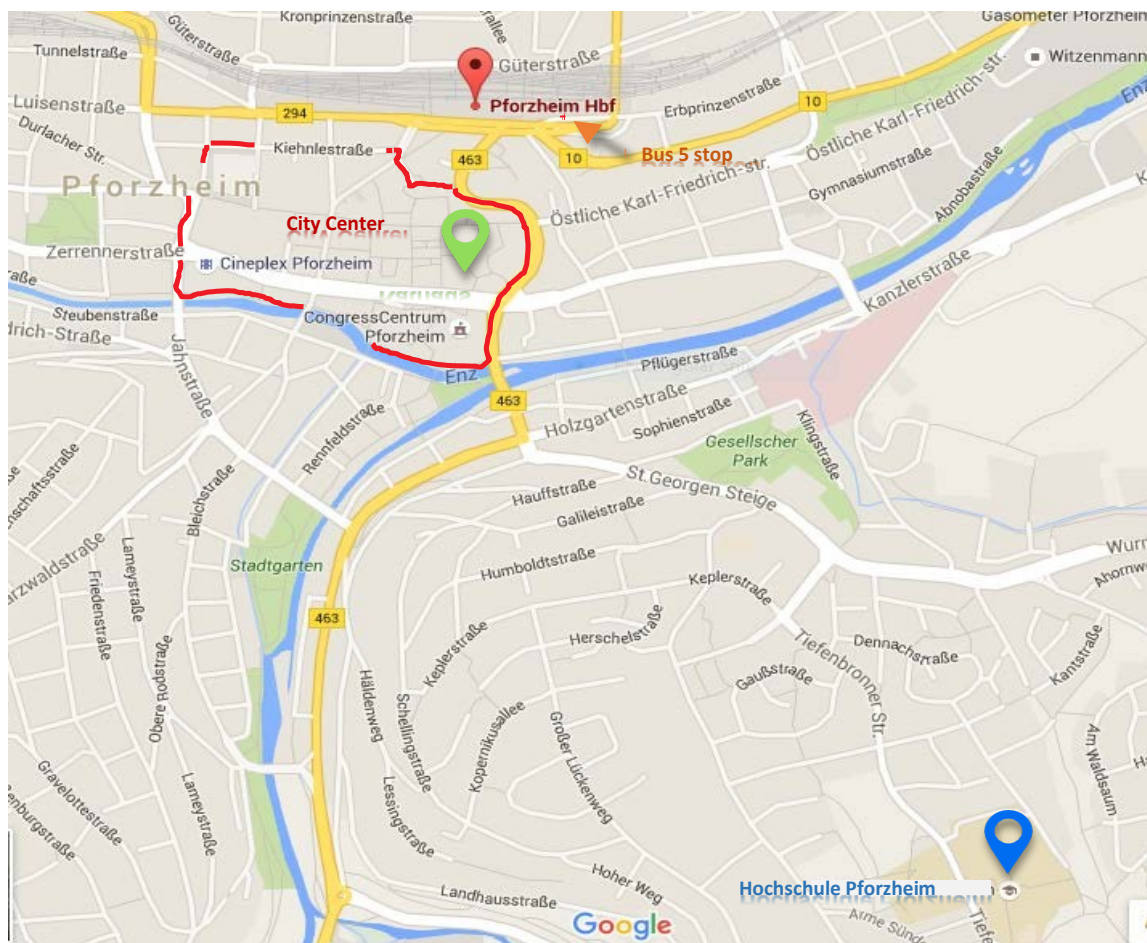 Kronprinzenstraße
Gasometer Pforzheim
Güterstraße
Tunnelstraße
Güterstraße
Witzenmann
Luisenstraße
294
Pforzheim Hbf
Erbprinzenstraße
10
Enz
Durlacher Str.
Kiehnlestraße
463
10
Bus 5 stop
Östliche Karl-Friedrich-str.
Pforzheim
Gymnasiumstraße
Abnobastraße
City Center
Östliche Karl-Friedrich-str.
Zerrennerstraße
Cineplex Pforzheim
Kanzlerstraße
Steubenstraße
CongressCentrum
Pforzheim
Jahnstraße
Enz
Pflügerstraße
463
Holzgartenstraße
Sophienstraße
Klingstraße
Gesellscher
Park
Rennfeldstraße
St.Georgen Steige
Bleichstraße
Hauffstraße
Galileistraße
Lameystraße
Friedenstraße
Stadtgarten
Humboldtstraße
Keplerstraße
Ahornw
463
Herschelstraße
Keplerstraße
Tiefenbronner Str.
Dennachstraße
Kantstraße
Gaußstraße
Häldenweg
Schellingstraße
Kopernikusallee
Großer Lückenweg
Am Waldsaum
Gravelottestraße
Lameystraße
Lessingstraße
Hoher Weg
Landhausstraße
Hochschule Pforzheim
Google
Arme Sünd